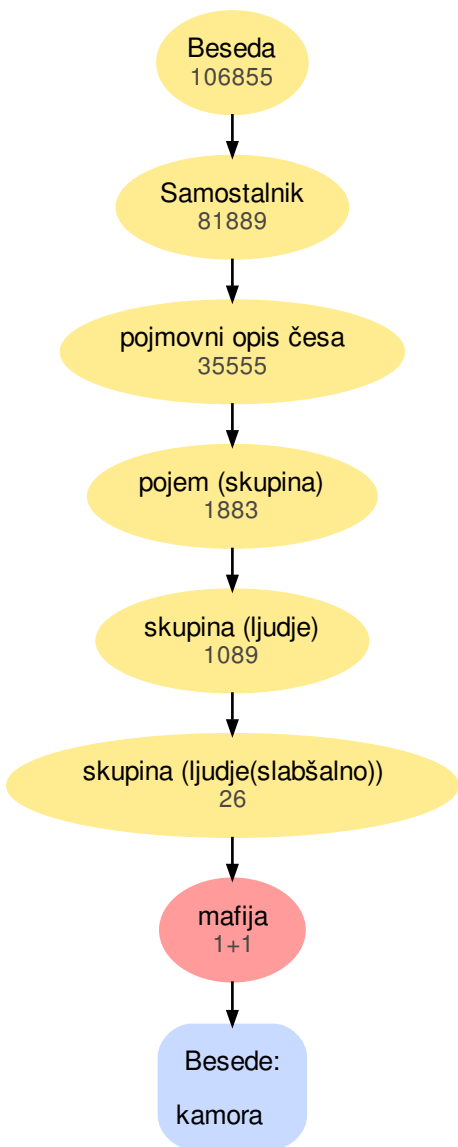 Beseda
106855
Samostalnik
81889
pojmovni opis česa
35555
pojem (skupina)
1883
skupina (ljudje)
1089
skupina (ljudje(slabšalno))
26
mafija
1+1
Besede:
kamora